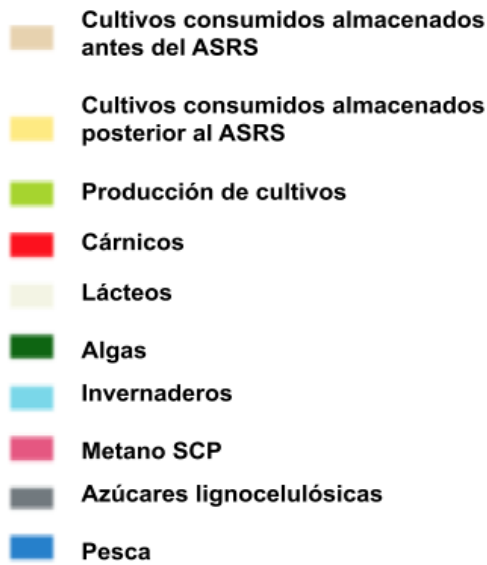 Cultivos consumidos almacenados
antes del ASRS
Cultivos consumidos almacenados
posterior al ASRS
Producción de cultivos
Cárnicos
Lácteos
Algas
Invernaderos
Metano SCP
Azúcares lignocelulósicas
Pesca